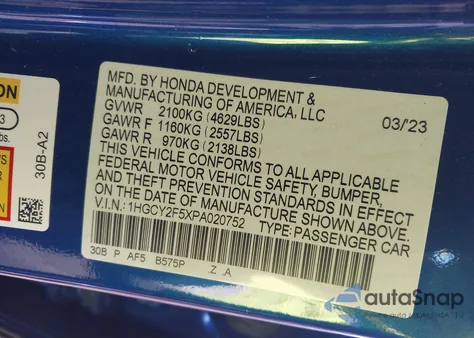 MFD. BY HONDA DEVELOPMENT &
MANUFACTURING OF AMERICA, LLC
03/23
GVWR 2100KG (4629LBS)
GAWR F 1160KG (2557LBS)
GAWR R 970KG (2138LBS)
THIS VEHICLE CONFORMS TO ALL APPLICABLE
FEDERAL MOTOR VEHICLE SAFETY, BUMPER,
AND THEFT PREVENTION STANDARDS IN EFFECT
ON THE DATE OF MANUFACTURE SHOWN ABOVE.
V.I.N.: 1HGCY2F5XPA020752 TYPE: PASSENGER CAR
30B P AF5 B575P Z A
30B-A2
autoSnap